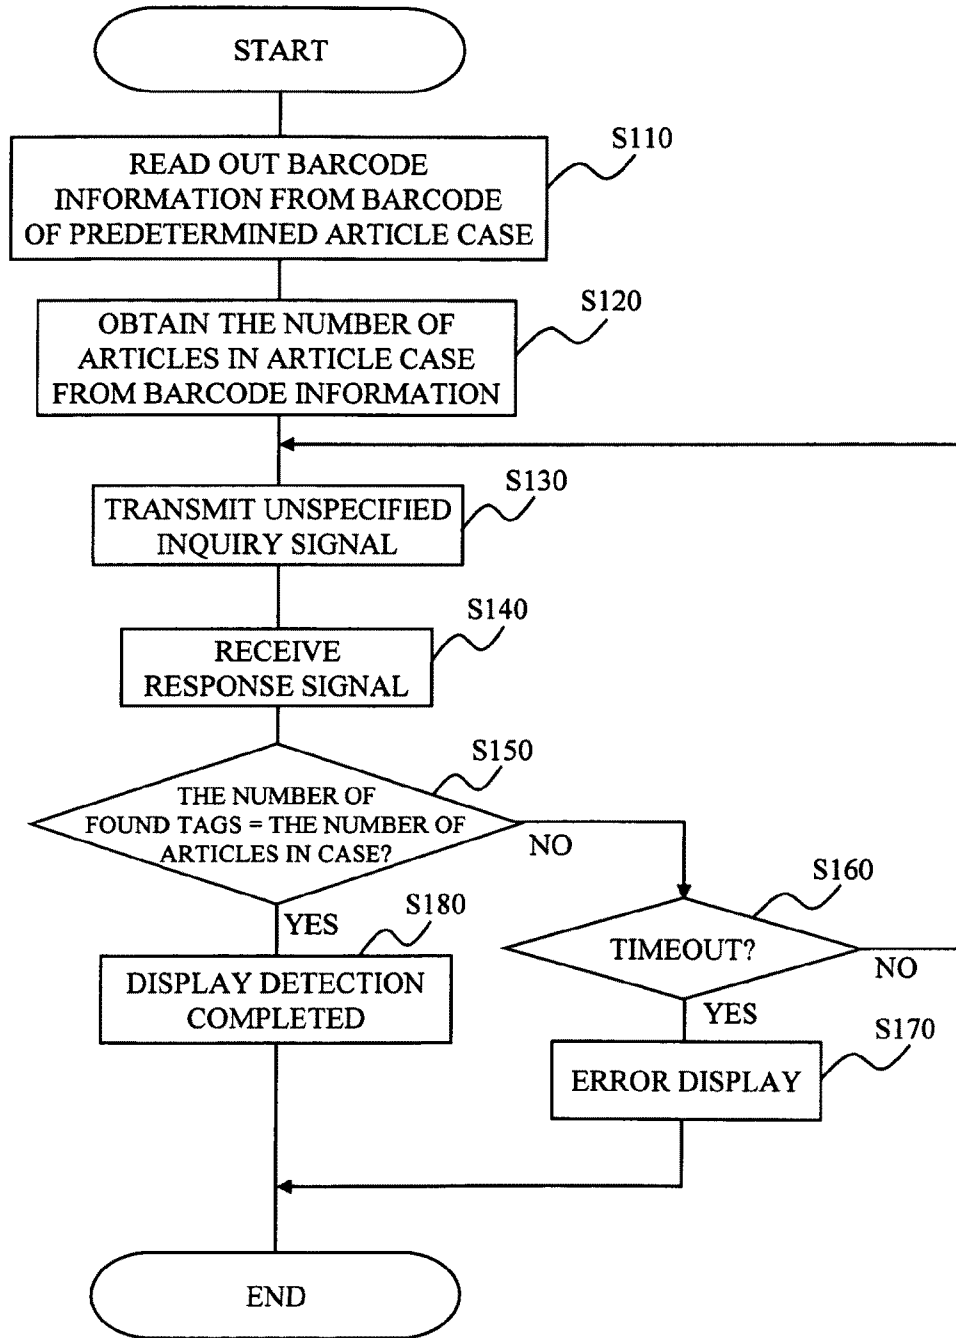 START
S110
READ OUT BARCODE
INFORMATION FROM BARCODE
OF PREDETERMINED ARTICLE CASE
S120
OBTAIN THE NUMBER OF
ARTICLES IN ARTICLE CASE
FROM BARCODE INFORMATION
S130
TRANSMIT UNSPECIFIED
INQUIRY SIGNAL
S140
RECEIVE
RESPONSE SIGNAL
S150
THE NUMBER OF
FOUND TAGS = THE NUMBER OF
ARTICLES IN CASE?
NO
YES
S160
TIMEOUT?
NO
YES
S180
DISPLAY DETECTION
COMPLETED
S170
ERROR DISPLAY
END